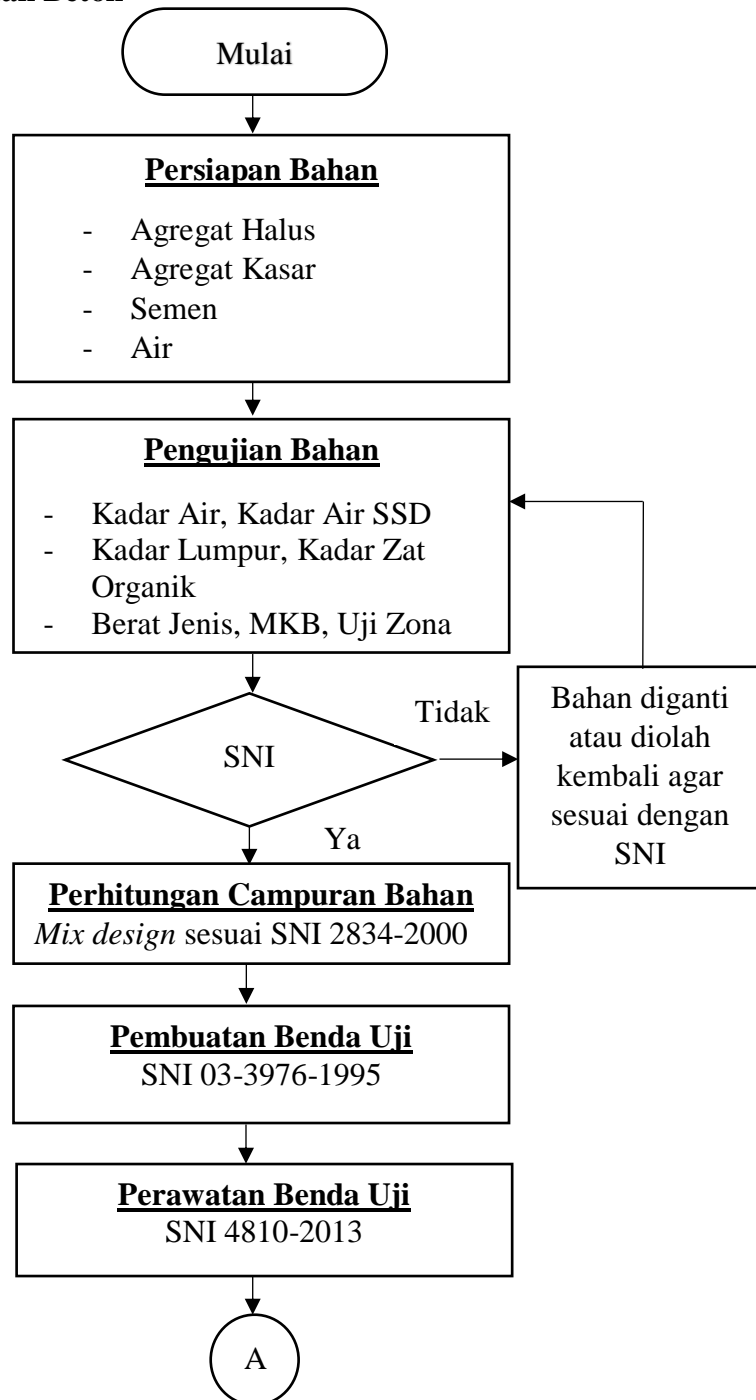 Mulai
Persiapan Bahan
- Agregat Halus
- Agregat Kasar
- Semen
- Air
Pengujian Bahan
- Kadar Air, Kadar Air SSD
- Kadar Lumpur, Kadar Zat
Organik
- Berat Jenis, MKB, Uji Zona
SNI
Tidak
Bahan diganti
atau diolah
kembali agar
sesuai dengan
SNI
Ya
Perhitungan Campuran Bahan
Mix design sesuai SNI 2834-2000
Pembuatan Benda Uji
SNI 03-3976-1995
Perawatan Benda Uji
SNI 4810-2013
A